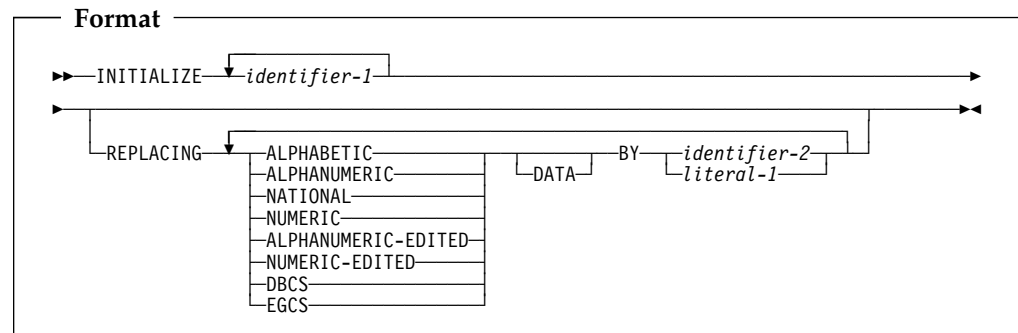 Format
INITIALIZE identifier-1
REPLACING ALPHABETIC DATA BY identifier-2
ALPHANUMERIC literal-1
NATIONAL
NUMERIC
ALPHANUMERIC-EDITED
NUMERIC-EDITED
DBCS
EGCS